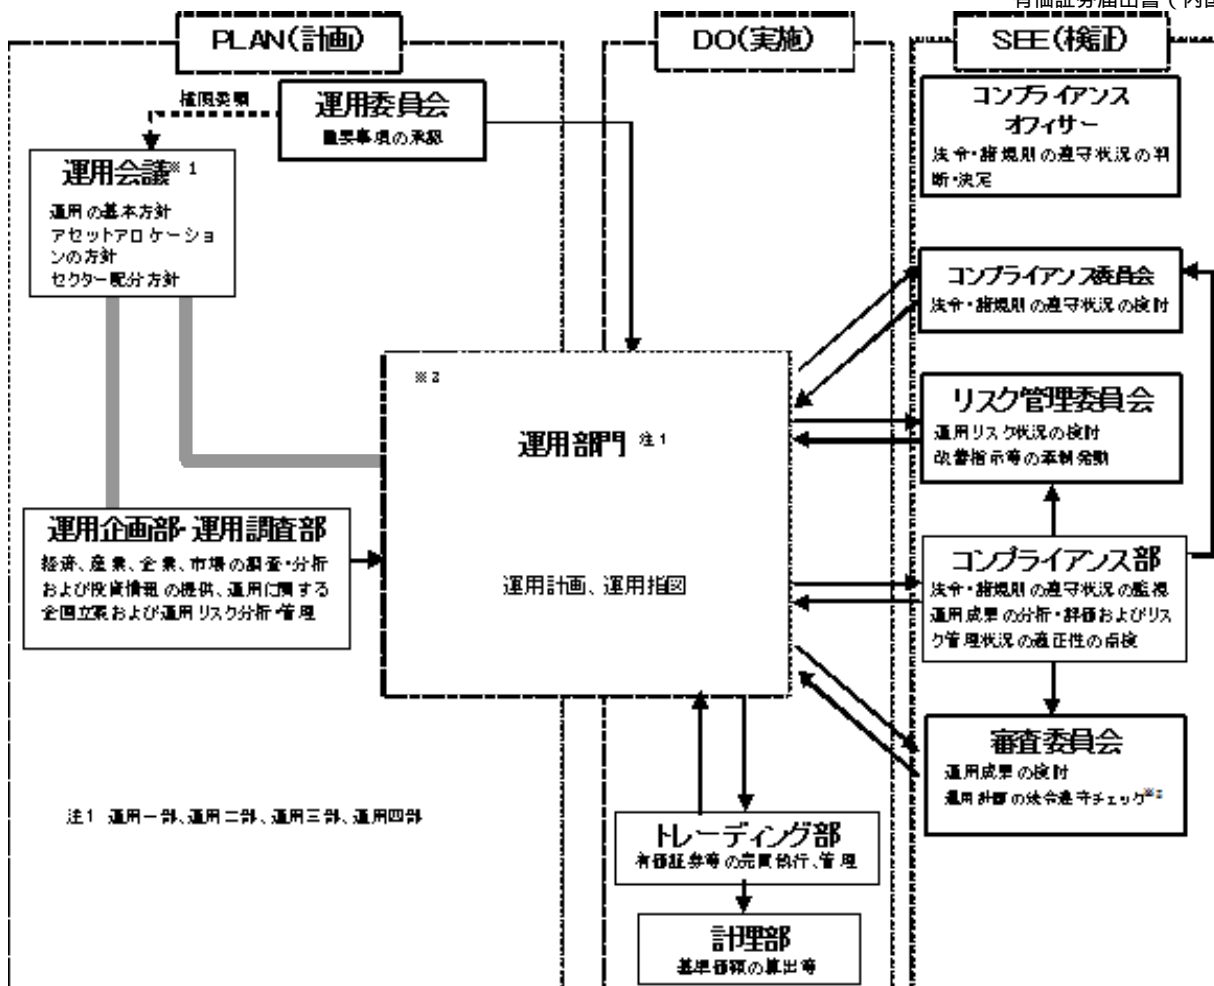 有価証券届出書（内国
PLAN(計画)
DO(実施)
SEE(検証)
権限委譲
運用委員会
重要事項の承認
運用会議※1
運用の基本方針
アセットアロケーショ
ンの方針
セクター配分方針
コンプライアンス
オフィサー
法令・諸規則の遵守状況の判
断・決定
コンプライアンス委員会
法令・諸規則の遵守状況の検討
※2
運用部門 注1
運用計画、運用指図
リスク管理委員会
運用リスク状況の検討
改善指示等の牽制発動
運用企画部・運用調査部
経済、産業、企業、市場の調査・分析
および投資情報の提供、運用に関する
企画立案および運用リスク分析・管理
コンプライアンス部
法令・諸規則の遵守状況の監視
運用成果の分析・評価およびリス
ク管理状況の適正性の点検
審査委員会
運用成果の検討
運用計画の法令遵守チェック
注1 運用一部、運用二部、運用三部、運用四部
トレーディング部
有価証券等の売買執行、管理
計理部
基準価額の算出等